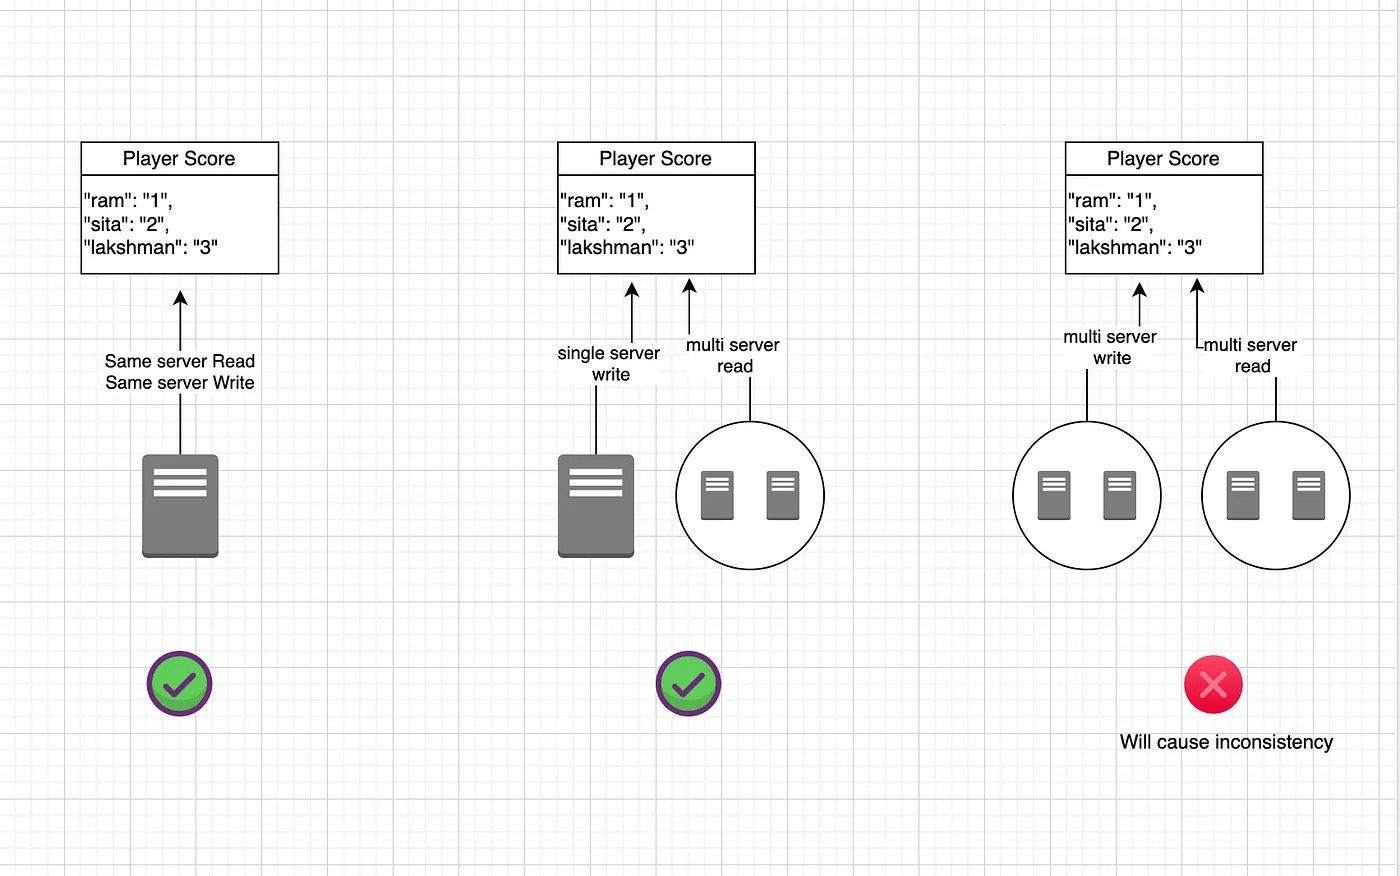 Player Score
"ram": "1",
"sita": "2",
"lakshman": "3"
Same server Read
Same server Write
Player Score
"ram": "1",
"sita": "2",
"lakshman": "3"
single server
write
multi server
read
Player Score
"ram": "1",
"sita": "2",
"lakshman": "3"
multi server
write
multi server
read
Will cause inconsistency